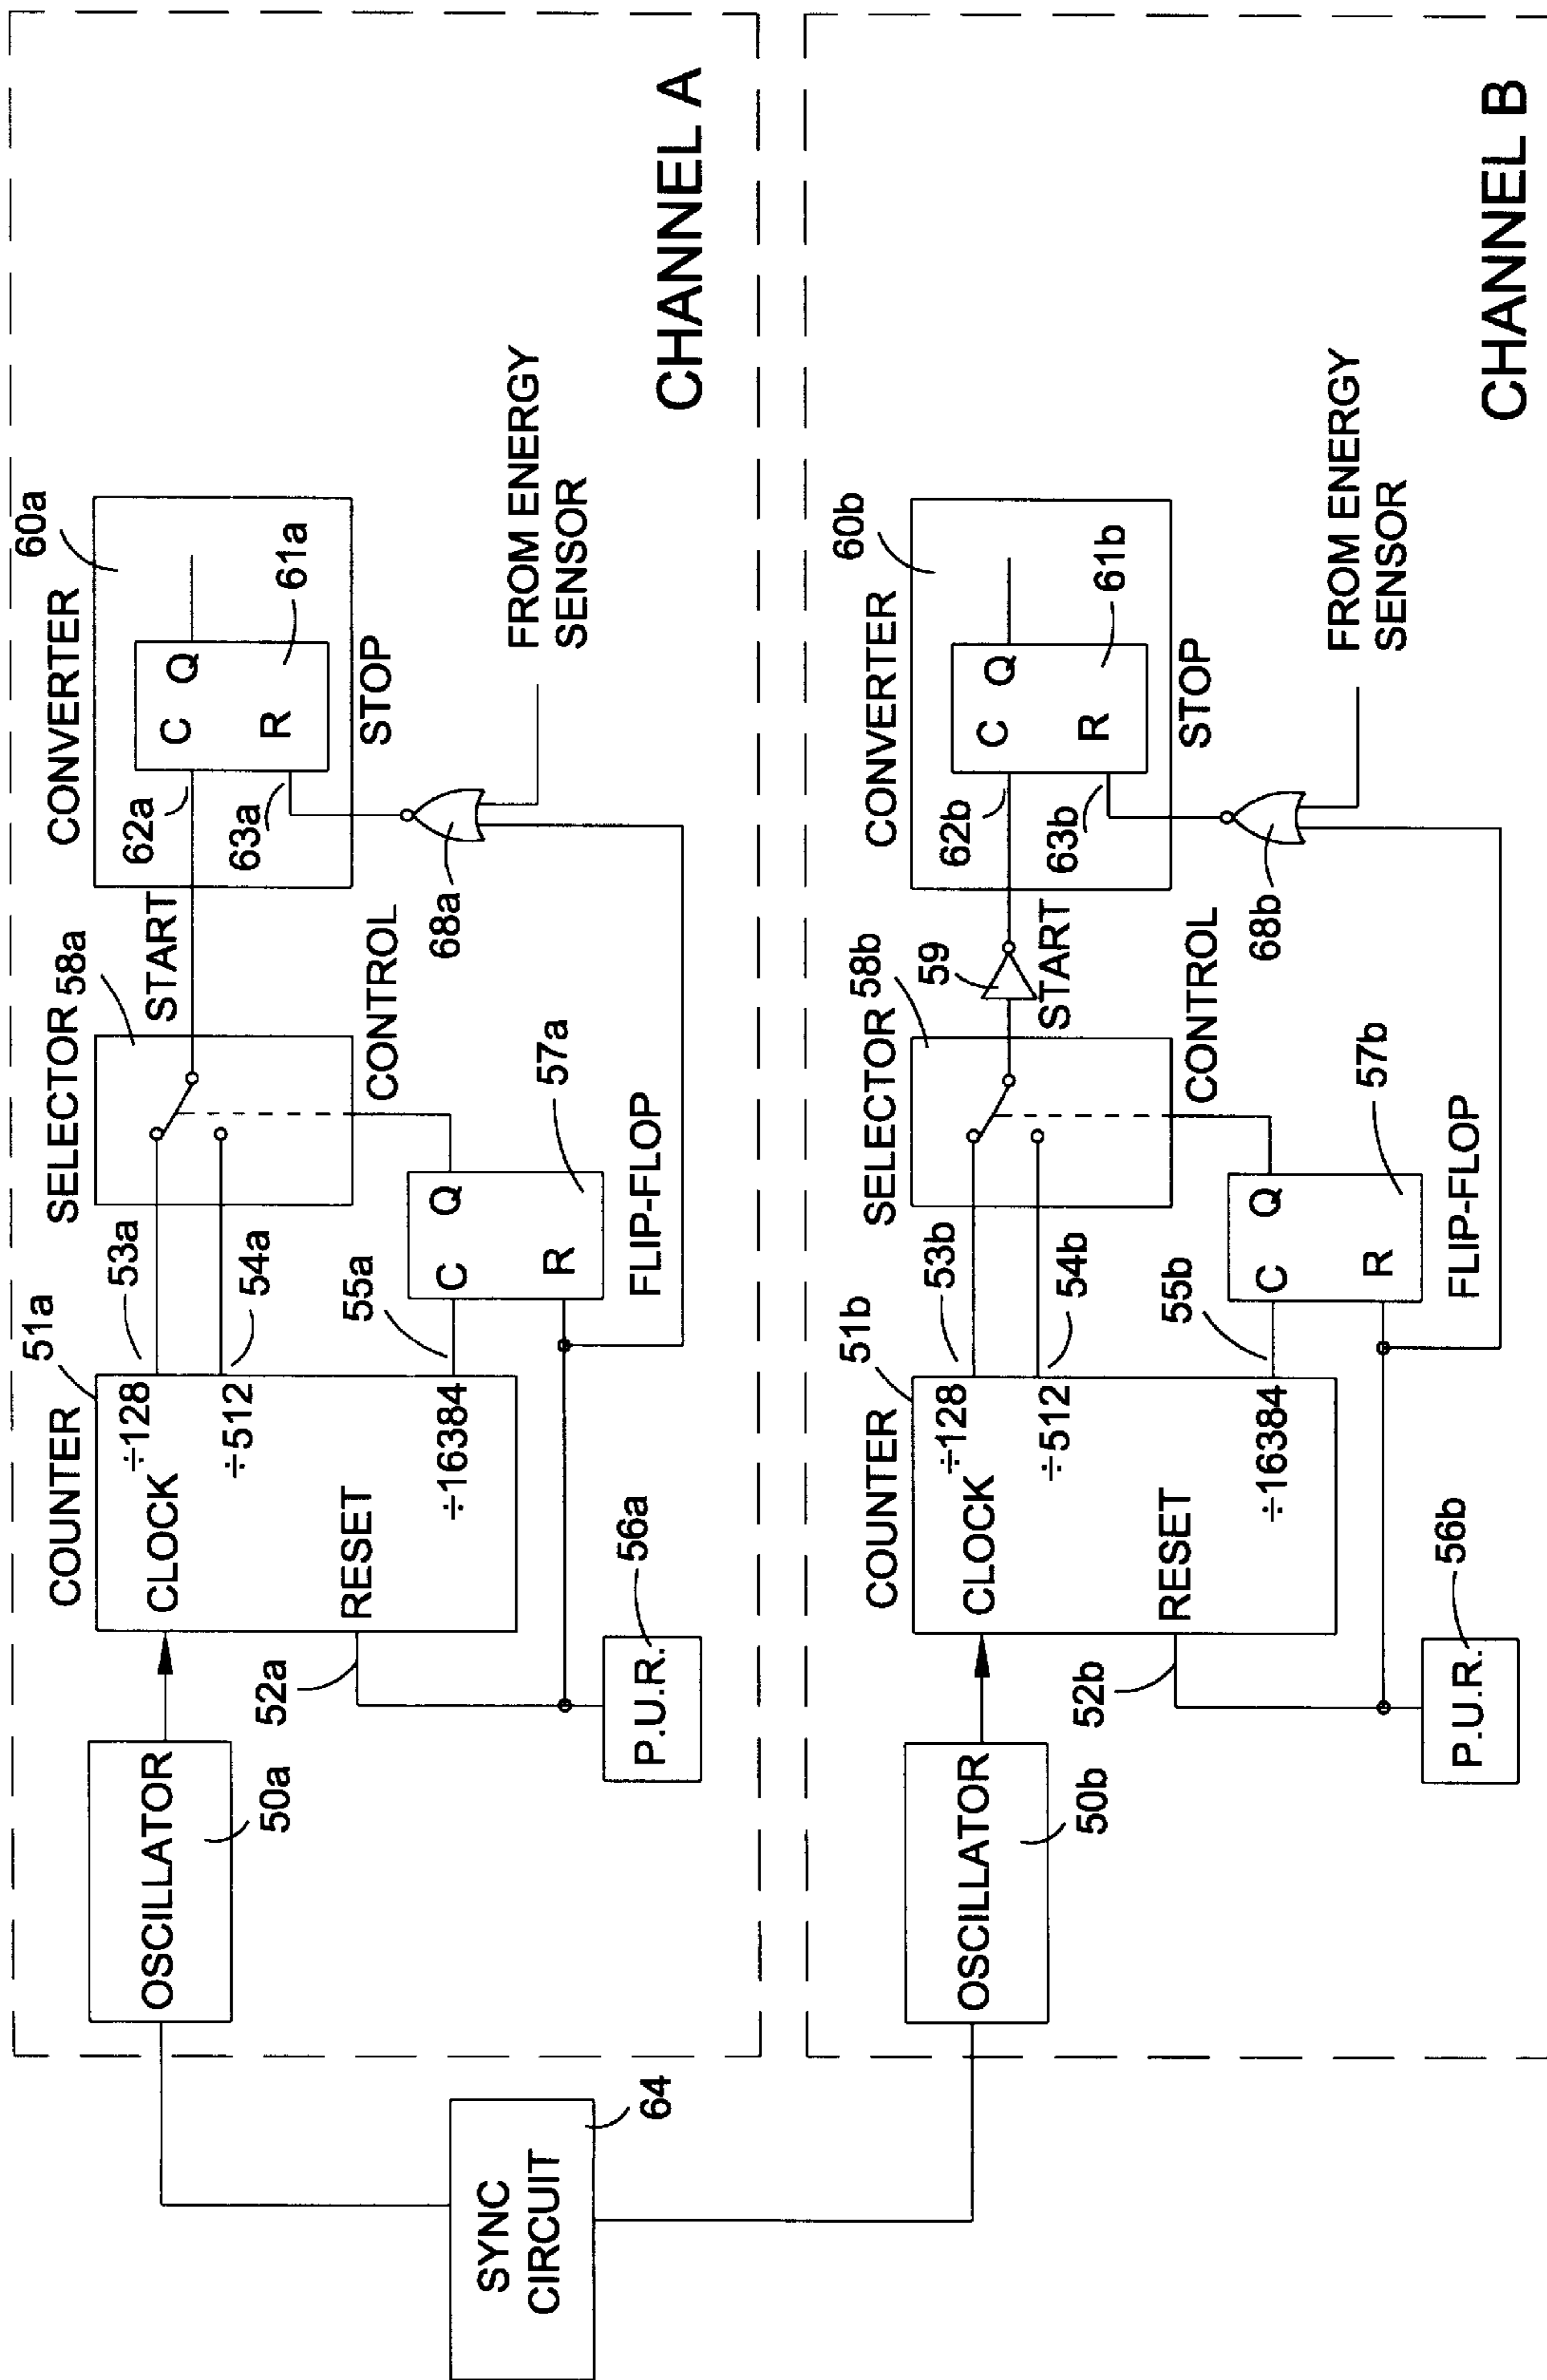 SYNC
CIRCUIT
64
OSCILLATOR
50a
COUNTER
51a
CLOCK
÷128
÷512
RESET
÷16384
52a
53a
54a
55a
P.U.R.
56a
SELECTOR
58a
START
CONTROL
C Q
R
57a
FLIP-FLOP
CONVERTER
60a
62a
63a
C Q
R
61a
STOP
68a
FROM ENERGY
SENSOR
CHANNEL A
OSCILLATOR
50b
COUNTER
51b
CLOCK
÷128
÷512
RESET
÷16384
52b
53b
54b
55b
P.U.R.
56b
SELECTOR
58b
59
START
CONTROL
C Q
R
57b
FLIP-FLOP
CONVERTER
60b
62b
63b
C Q
R
61b
STOP
68b
FROM ENERGY
SENSOR
CHANNEL B